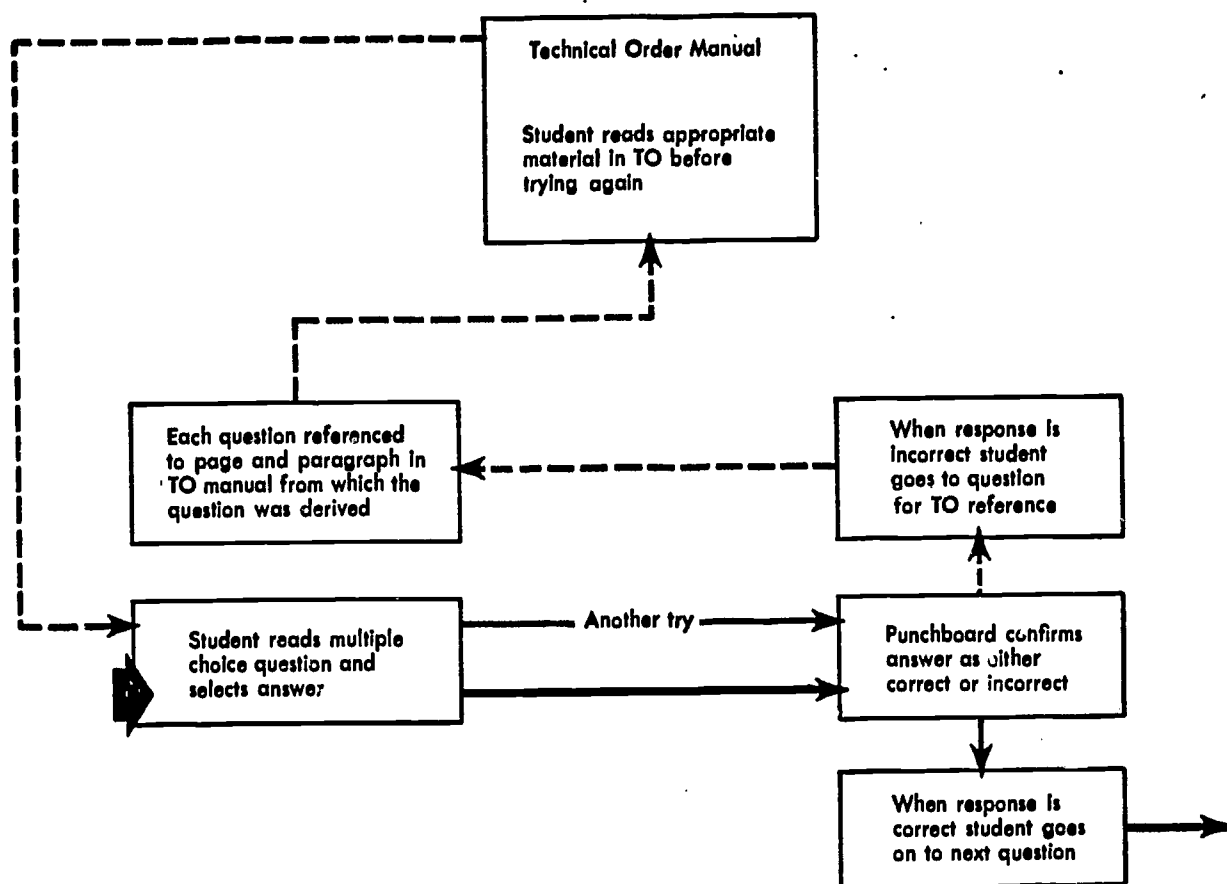 Technical Order Manual
Student reads appropriate
material in TO before
trying again
Each question referenced
to page and paragraph in
TO manual from which the
question was derived
When response is
incorrect student
goes to question
for TO reference
Student reads multiple
choice question and
selects answer
Another try
Punchboard confirms
answer as either
correct or incorrect
When response is
correct student goes
on to next question